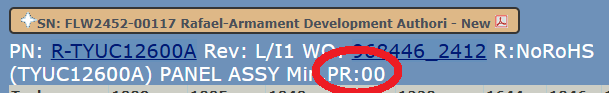 SN: FLW2452-00117 Rafael-Armament Development Authori - New
PN: R-TYUC12600A Rev: L/I1 WO: 968446_2412 R:NoRoHS
(TYUC12600A) PANEL ASSY Min PR:00